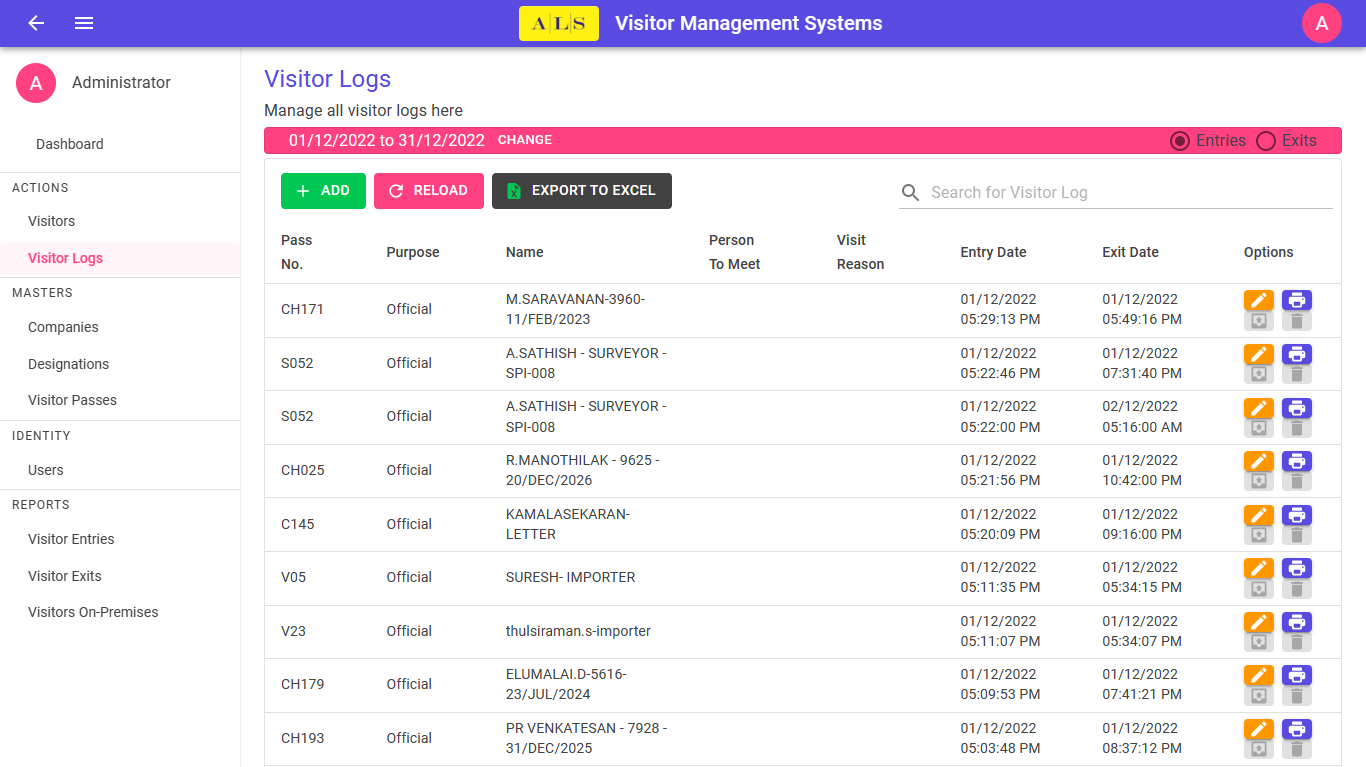 A|L|S Visitor Management Systems A
A Administrator
Dashboard
ACTIONS
Visitors
Visitor Logs
MASTERS
Companies
Designations
Visitor Passes
IDENTITY
Users
REPORTS
Visitor Entries
Visitor Exits
Visitors On-Premises
Visitor Logs
Manage all visitor logs here
01/12/2022 to 31/12/2022 CHANGE Entries Exits
ADD RELOAD EXPORT TO EXCEL Search for Visitor Log
Pass No. Purpose Name Person To Meet Visit Reason Entry Date Exit Date Options
CH171 Official M.SARAVANAN-3960- 01/12/2022 01/12/2022
11/FEB/2023 05:29:13 PM 05:49:16 PM
S052 Official A.SATHISH - SURVEYOR - 01/12/2022 01/12/2022
SPI-008 05:22:46 PM 07:31:40 PM
S052 Official A.SATHISH - SURVEYOR - 01/12/2022 02/12/2022
SPI-008 05:22:00 PM 05:16:00 AM
CH025 Official R.MANOTHILAK - 9625 - 01/12/2022 01/12/2022
20/DEC/2026 05:21:56 PM 10:42:00 PM
C145 Official KAMALASEKARAN- 01/12/2022 01/12/2022
LETTER 05:20:09 PM 09:16:00 PM
V05 Official SURESH- IMPORTER 01/12/2022 01/12/2022
05:11:35 PM 05:34:15 PM
V23 Official thulsiraman.s-importer 01/12/2022 01/12/2022
05:11:07 PM 05:34:07 PM
CH179 Official ELUMALAI.D-5616- 01/12/2022 01/12/2022
23/JUL/2024 05:09:53 PM 07:41:21 PM
CH193 Official PR VENKATESAN - 7928 - 01/12/2022 01/12/2022
31/DEC/2025 05:03:48 PM 08:37:12 PM